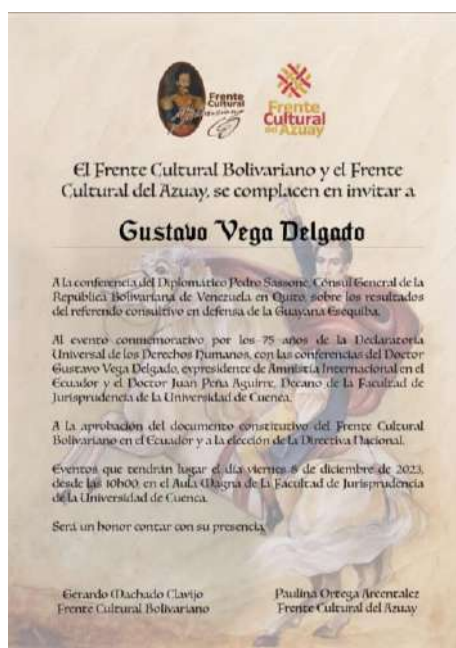 Frente
Cultural
Frente
Cultural
del Azuay
El Frente Cultural Bolivariano y el Frente
Cultural del Azuay, se complacen en invitar a
Gustavo Vega Delgado
A la conferencia del Diplomático Pedro Sassone, Cónsul General de la
República Bolivariana de Venezuela en Quito, sobre los resultados
del referendo consultivo en defensa de la Guayana Esequiba.
Al evento conmemorativo por los 75 años de la Declaratoria
Universal de los Derechos Humanos, con las conferencias del Doctor
Gustavo Vega Delgado, expresidente de Amnistía Internacional en el
Ecuador y el Doctor Juan Peña Aguirre, Decano de la Facultad de
Jurisprudencia de la Universidad de Cuenca.
A la aprobación del documento constitutivo del Frente Cultural
Bolivariano en el Ecuador y a la elección de la Directiva Nacional.
Eventos que tendrán lugar el día viernes 8 de diciembre de 2023,
desde las 10h00, en el Aula Magna de la Facultad de Jurisprudencia
de la Universidad de Cuenca.
Será un honor contar con su presencia,
Gerardo Machado Clavijo
Paulina Ortega Arcentalez
Frente Cultural Bolivariano
Frente Cultural del Azuay